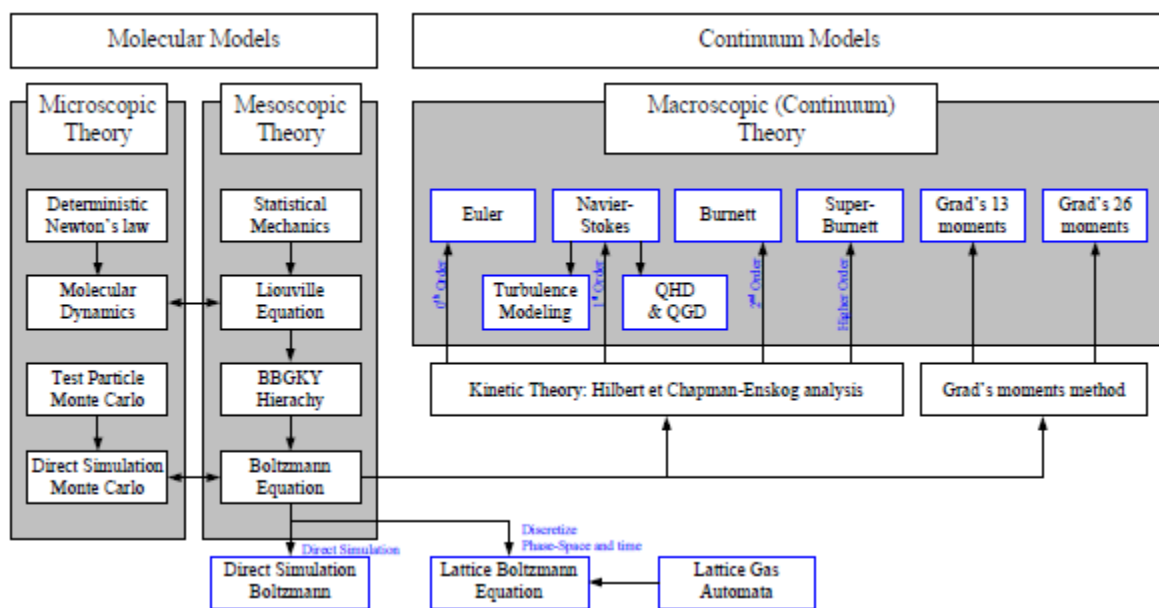 Molecular Models
Continuum Models
Microscopic
Theory
Mesoscopic
Theory
Macroscopic (Continuum)
Theory
Deterministic
Newton's law
Statistical
Mechanics
Euler
Navier-
Stokes
Burnett
Super-
Burnett
Grad's 13
moments
Grad's 26
moments
Molecular
Dynamics
Liouville
Equation
0th Order
Turbulence
Modeling
1st Order
QHD
& QGD
2nd Order
Higher Order
Test Particle
Monte Carlo
BBGKY
Hierachy
Kinetic Theory: Hilbert et Chapman-Enskog analysis
Grad's moments method
Direct Simulation
Monte Carlo
Boltzmann
Equation
Direct Simulation
Discretize
Phase-Space and time
Direct Simulation
Boltzmann
Lattice Boltzmann
Equation
Lattice Gas
Automata